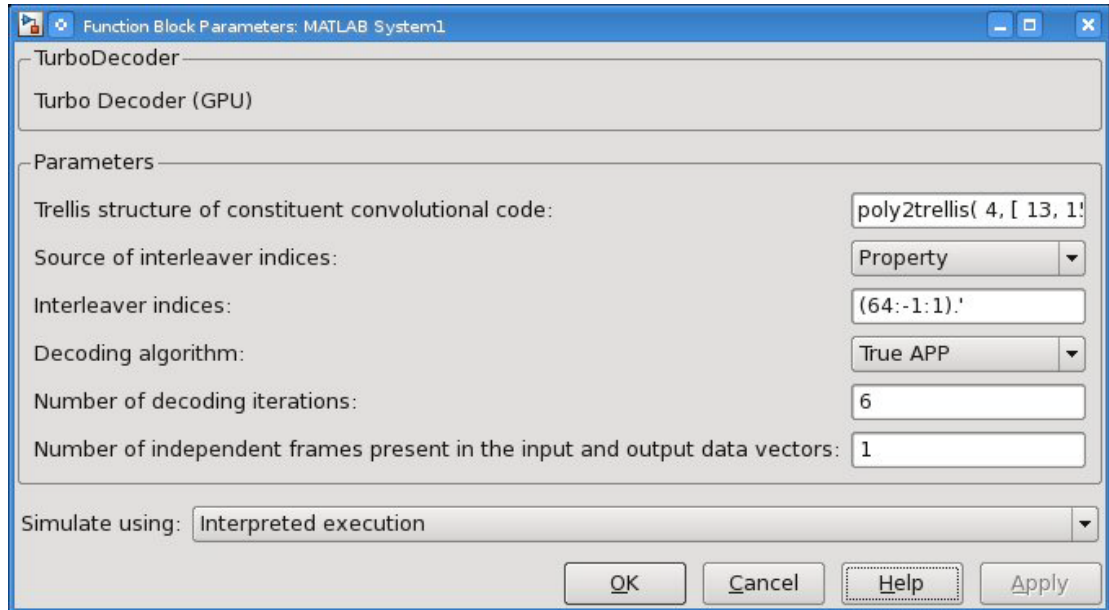 Function Block Parameters: MATLAB System1
TurboDecoder
Turbo Decoder (GPU)
Parameters
Trellis structure of constituent convolutional code: poly2trellis( 4, [ 13, 1
Source of interleaver indices: Property
Interleaver indices: (64:-1:1).'
Decoding algorithm: True APP
Number of decoding iterations: 6
Number of independent frames present in the input and output data vectors: 1
Simulate using: Interpreted execution
OK Cancel Help Apply